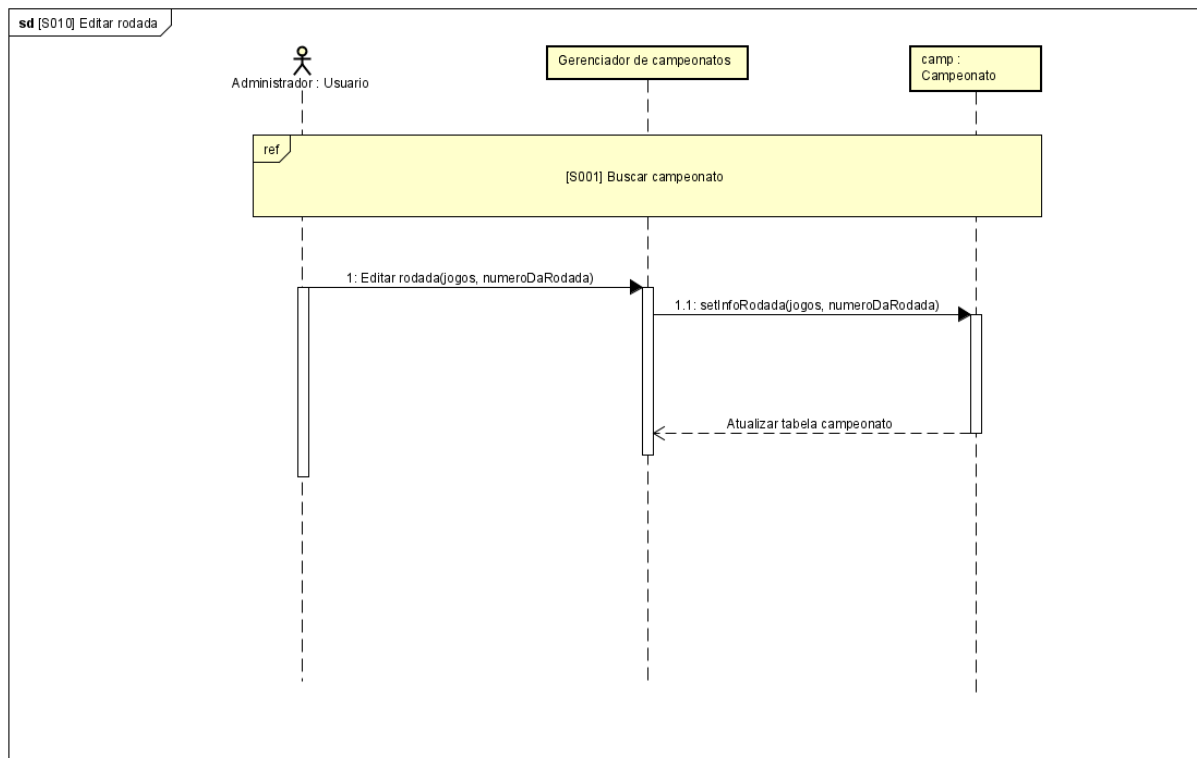 sd [S010] Editar rodada
Administrador : Usuario
Gerenciador de campeonatos
camp :
Campeonato
ref
[S001] Buscar campeonato
1: Editar rodada(jogos, numeroDaRodada)
1.1: setInfoRodada(jogos, numeroDaRodada)
Atualizar tabela campeonato